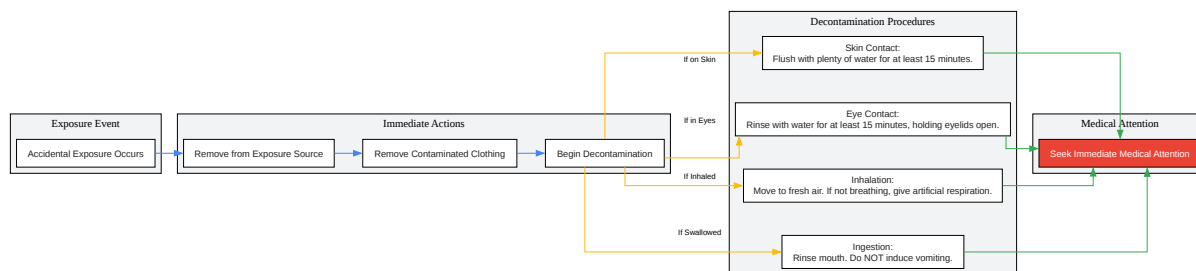 Exposure Event
Accidental Exposure Occurs
Immediate Actions
Remove from Exposure Source
Remove Contaminated Clothing
Begin Decontamination
If on Skin
If in Eyes
If Inhaled
If Swallowed
Decontamination Procedures
Skin Contact:
Flush with plenty of water for at least 15 minutes.
Eye Contact:
Rinse with water for at least 15 minutes, holding eyelids open.
Inhalation:
Move to fresh air. If not breathing, give artificial respiration.
Ingestion:
Rinse mouth. Do NOT induce vomiting.
Medical Attention
Seek Immediate Medical Attention